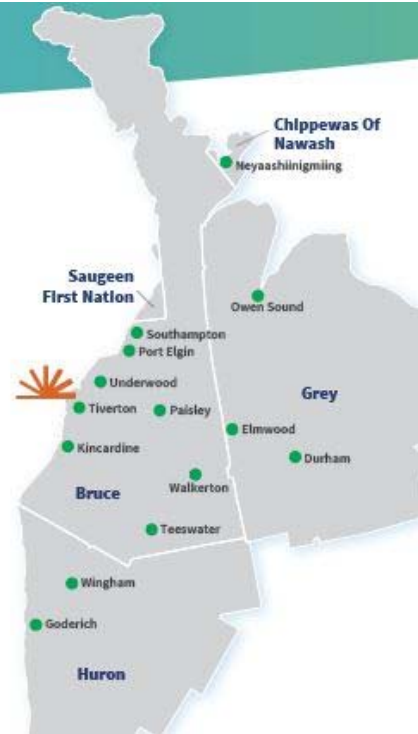 Chippewas Of
Nawash
Neyaashiinigmiing
Saugeen
First Nation
Owen Sound
Southampton
Port Elgin
Underwood
Grey
Tiverton
Paisley
Elmwood
Kincardine
Durham
Walkerton
Bruce
Teeswater
Wingham
Goderich
Huron